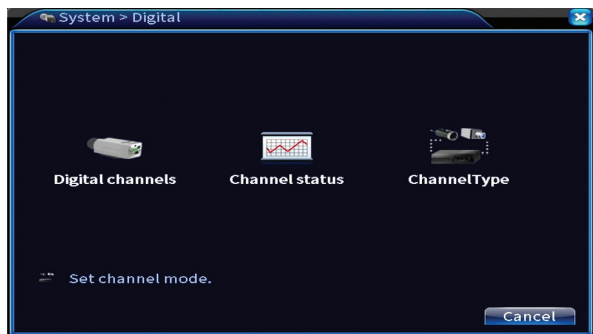 System > Digital
Digital channels
Channel status
ChannelType
Set channel mode.
Cancel